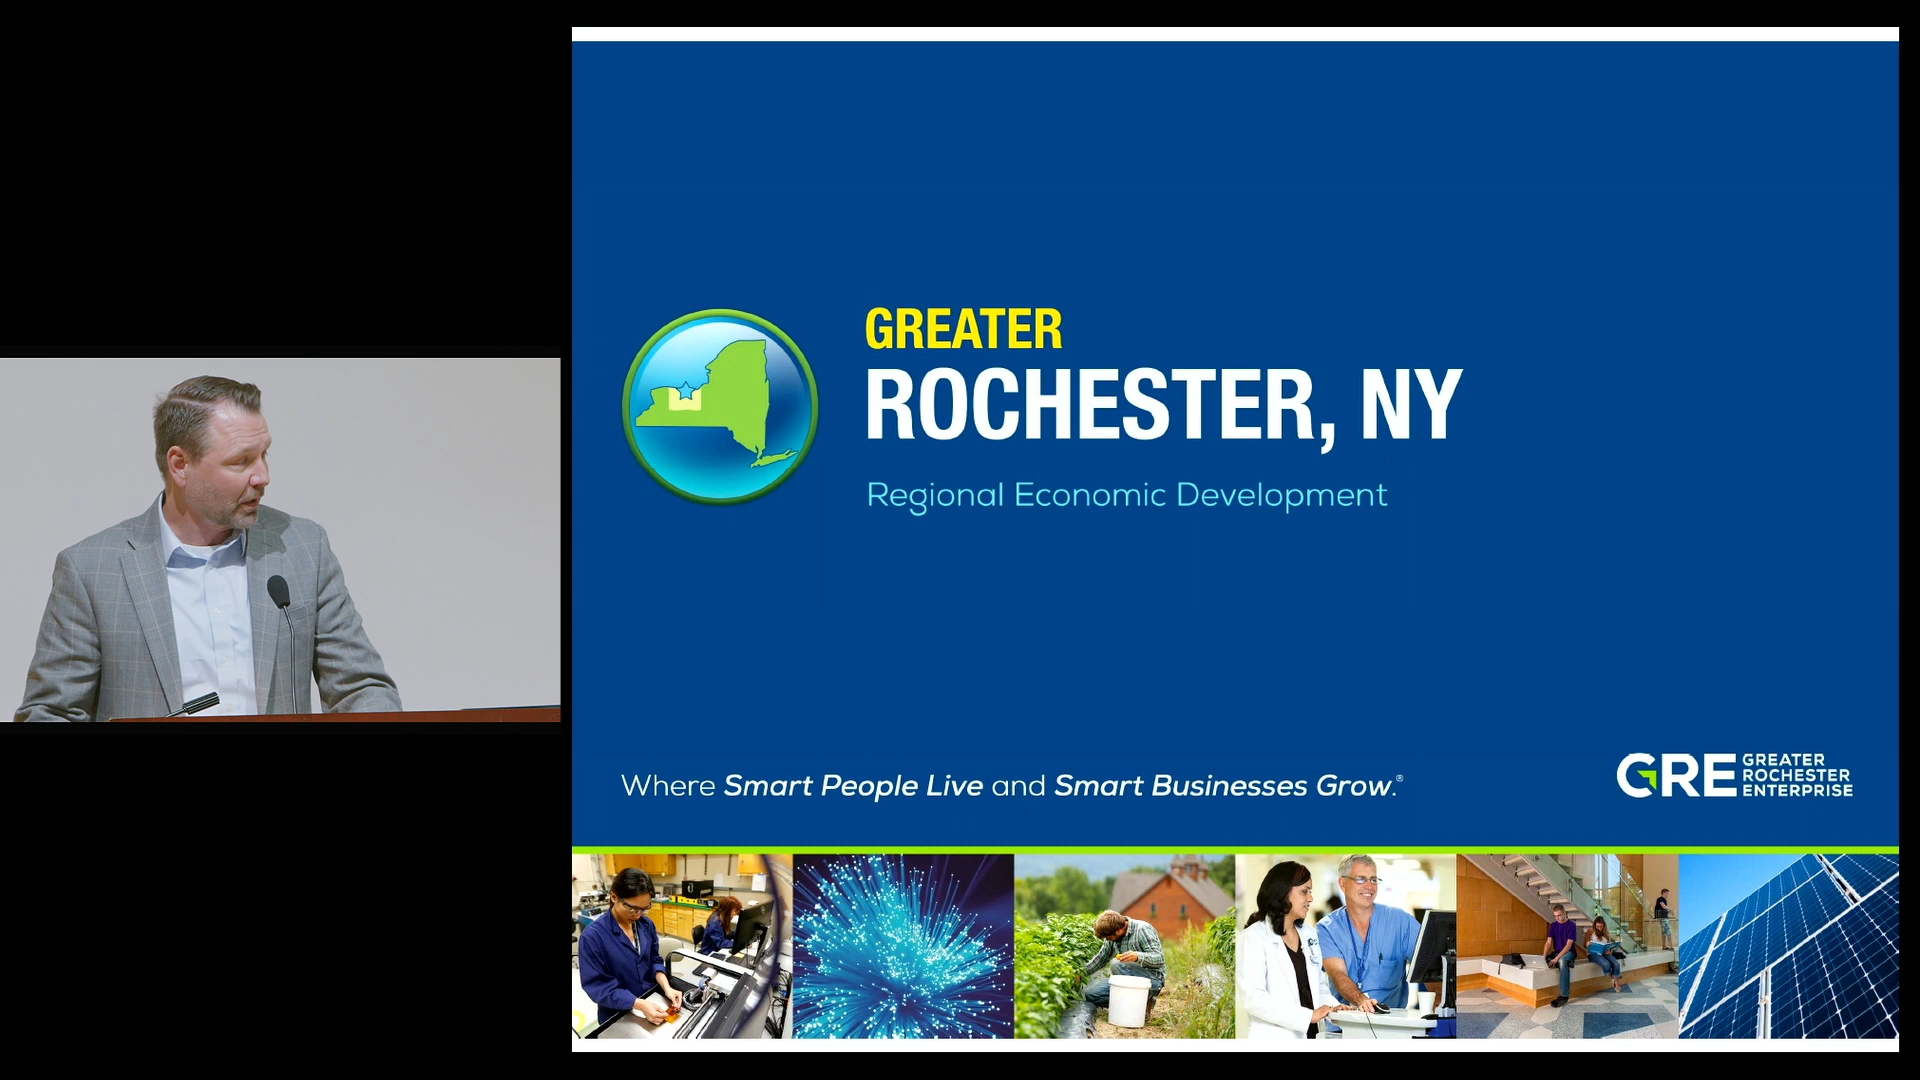 GREATER
ROCHESTER, NY
Regional Economic Development
Where Smart People Live and Smart Businesses Grow.®
GRE GREATER
ROCHESTER
ENTERPRISE